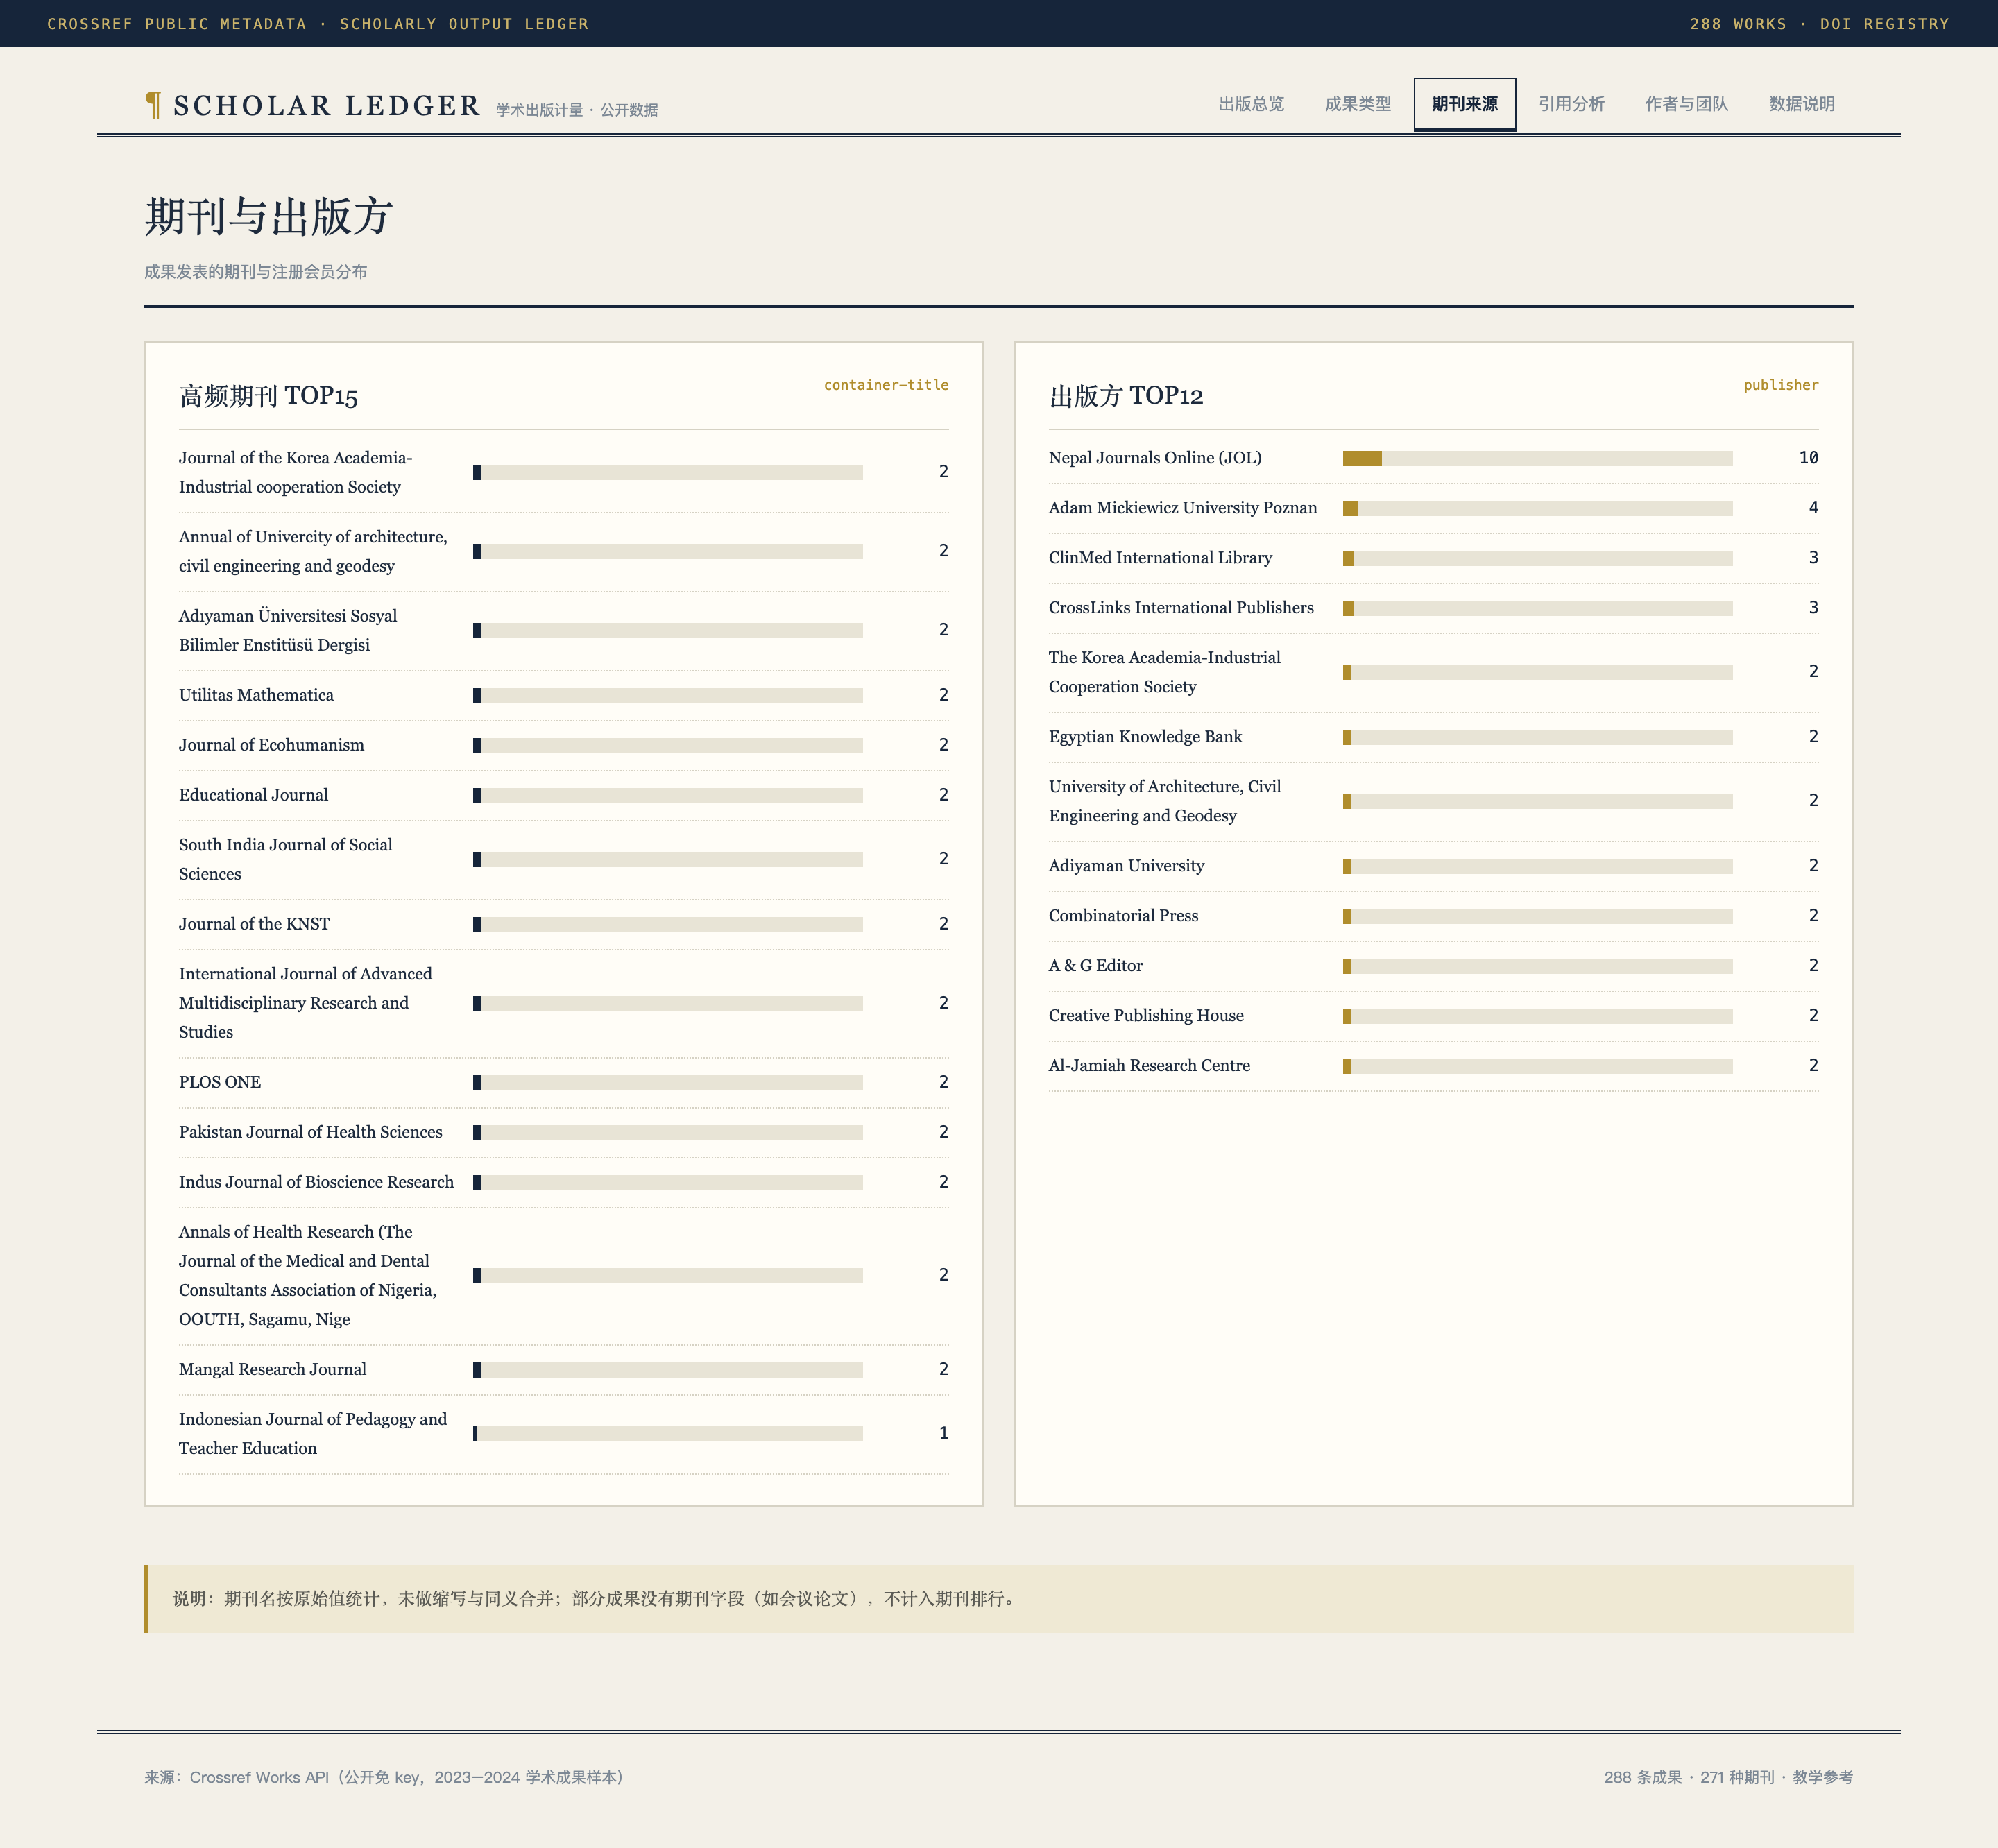 CROSSREF PUBLIC METADATA · SCHOLARLY OUTPUT LEDGER
288 WORKS · DOI REGISTRY
¶ SCHOLAR LEDGER 学术出版计量 · 公开数据
出版总览 成果类型 期刊来源 引用分析 作者与团队 数据说明
期刊与出版方
成果发表的期刊与注册会员分布
高频期刊 TOP15
container-title
Journal of the Korea Academia-
Industrial cooperation Society
2
Annual of Univercity of architecture,
civil engineering and geodesy
2
Adıyaman Üniversitesi Sosyal
Bilimler Enstitüsü Dergisi
2
Utilitas Mathematica
2
Journal of Ecohumanism
2
Educational Journal
2
South India Journal of Social
Sciences
2
Journal of the KNST
2
International Journal of Advanced
Multidisciplinary Research and
Studies
2
PLOS ONE
2
Pakistan Journal of Health Sciences
2
Indus Journal of Bioscience Research
2
Annals of Health Research (The
Journal of the Medical and Dental
Consultants Association of Nigeria,
OOUTH, Sagamu, Nige
2
Mangal Research Journal
2
Indonesian Journal of Pedagogy and
Teacher Education
1
出版方 TOP12
publisher
Nepal Journals Online (JOL)
10
Adam Mickiewicz University Poznan
4
ClinMed International Library
3
CrossLinks International Publishers
3
The Korea Academia-Industrial
Cooperation Society
2
Egyptian Knowledge Bank
2
University of Architecture, Civil
Engineering and Geodesy
2
Adiyaman University
2
Combinatorial Press
2
A & G Editor
2
Creative Publishing House
2
Al-Jamiah Research Centre
2
说明：期刊名按原始值统计，未做缩写与同义合并；部分成果没有期刊字段（如会议论文），不计入期刊排行。
来源：Crossref Works API（公开免 key，2023—2024 学术成果样本）
288 条成果 · 271 种期刊 · 教学参考